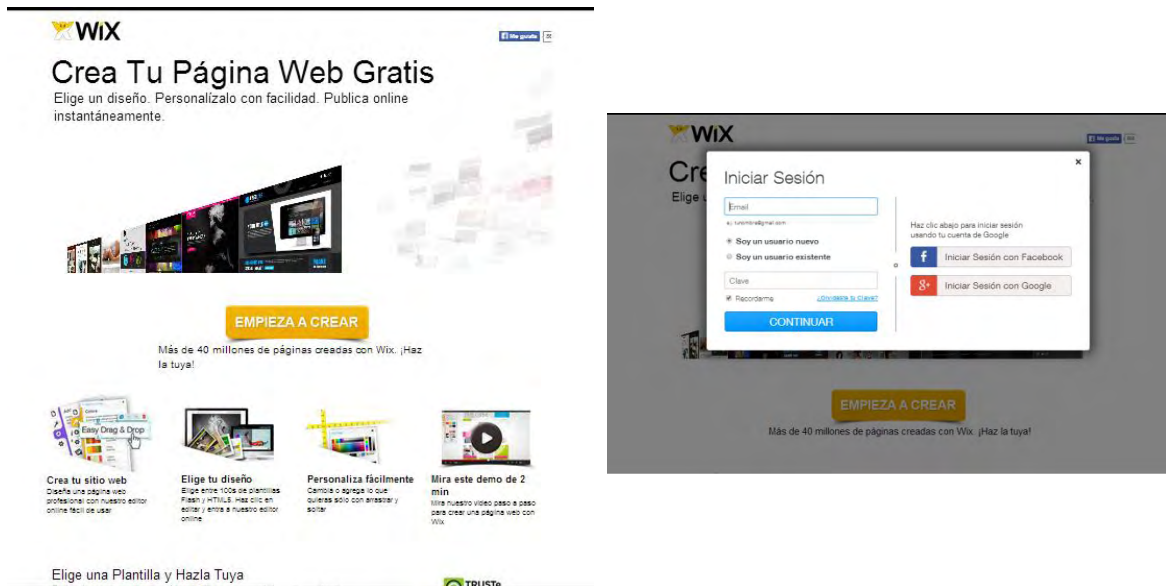 WiX
Me gusta
Crea Tu Página Web Gratis
Elige un diseño. Personalízalo con facilidad. Publica online
instantáneamente.
EMPIEZA A CREAR
Más de 40 millones de páginas creadas con Wix. ¡Haz
la tuya!
Easy Drag & Drop
Crea tu sitio web
Diseña una página web
profesional con nuestro editor
online fácil de usar
Elige tu diseño
Elige entre 100s de plantillas
Flash y HTML5. Haz clic en
editar y entra a nuestro editor
online
Personaliza fácilmente
Cambia o agrega lo que
quieras sólo con arrastrar y
soltar
Mira este demo de 2
min
Mira nuestro video paso a paso
para crear una página web con
Wix
Elige una Plantilla y Hazla Tuya
TRUSTe
WiX
Me gusta
Cre
Elige
Iniciar Sesión
Email
ej. tunombre@gmail.com
Soy un usuario nuevo
Soy un usuario existente
Clave
Recordarme ¿Olvidaste tu Clave?
CONTINUAR
o
Haz clic abajo para iniciar sesión
usando tu cuenta de Google
Iniciar Sesión con Facebook
Iniciar Sesión con Google
EMPIEZA A CREAR
Más de 40 millones de páginas creadas con Wix. ¡Haz la tuya!